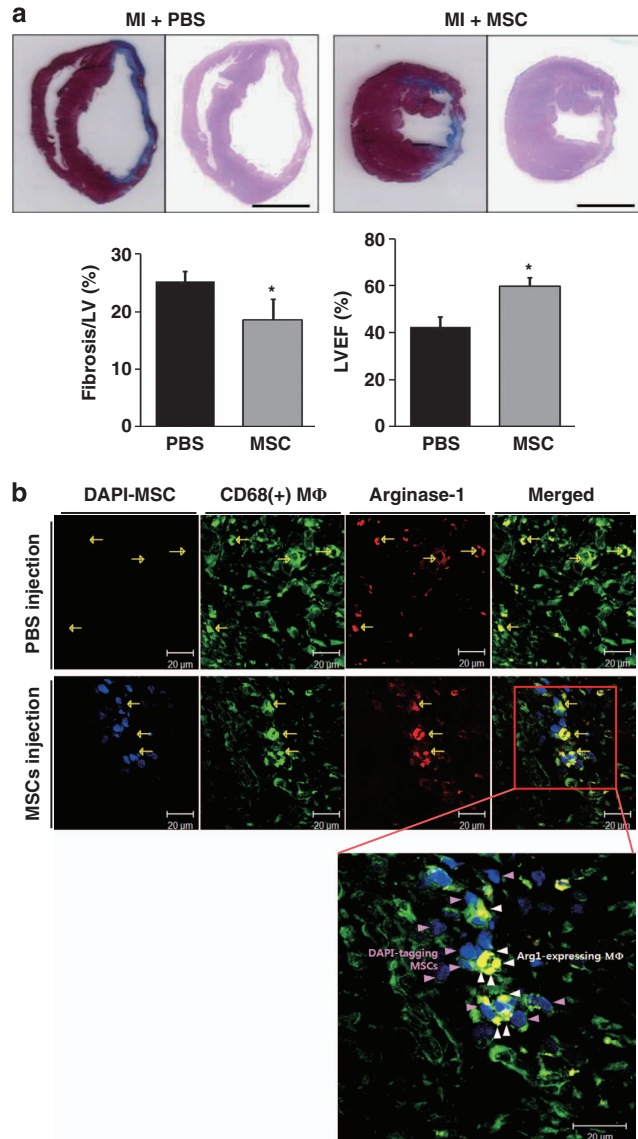 a
MI + PBS
MI + MSC
Fibrosis/LV (%)
30
20
10
0
*
PBS
MSC
LVEF (%)
80
60
40
20
0
*
PBS
MSC
b
DAPI-MSC
CD68(+) MΦ
Arginase-1
Merged
PBS injection
20 µm
20 µm
20 µm
20 µm
MSCs injection
20 µm
20 µm
20 µm
20 µm
DAPI-tagging
MSCs
Arg1-expressing MΦ
20 µm